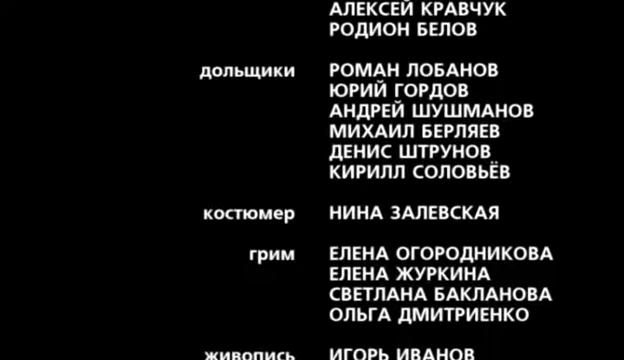 АЛЕКСЕЙ КРАВЧУК
РОДИОН БЕЛОВ
дольщики РОМАН ЛОБАНОВ
ЮРИЙ ГОРДОВ
АНДРЕЙ ШУШМАНОВ
МИХАИЛ БЕРЛЯЕВ
ДЕНИС ШТРУНОВ
КИРИЛЛ СОЛОВЬЁВ
костюмер НИНА ЗАЛЕВСКАЯ
грим ЕЛЕНА ОГОРОДНИКОВА
ЕЛЕНА ЖУРКИНА
СВЕТЛАНА БАКЛАНОВА
ОЛЬГА ДМИТРИЕНКО
живопись ИГОРЬ ИВАНОВ